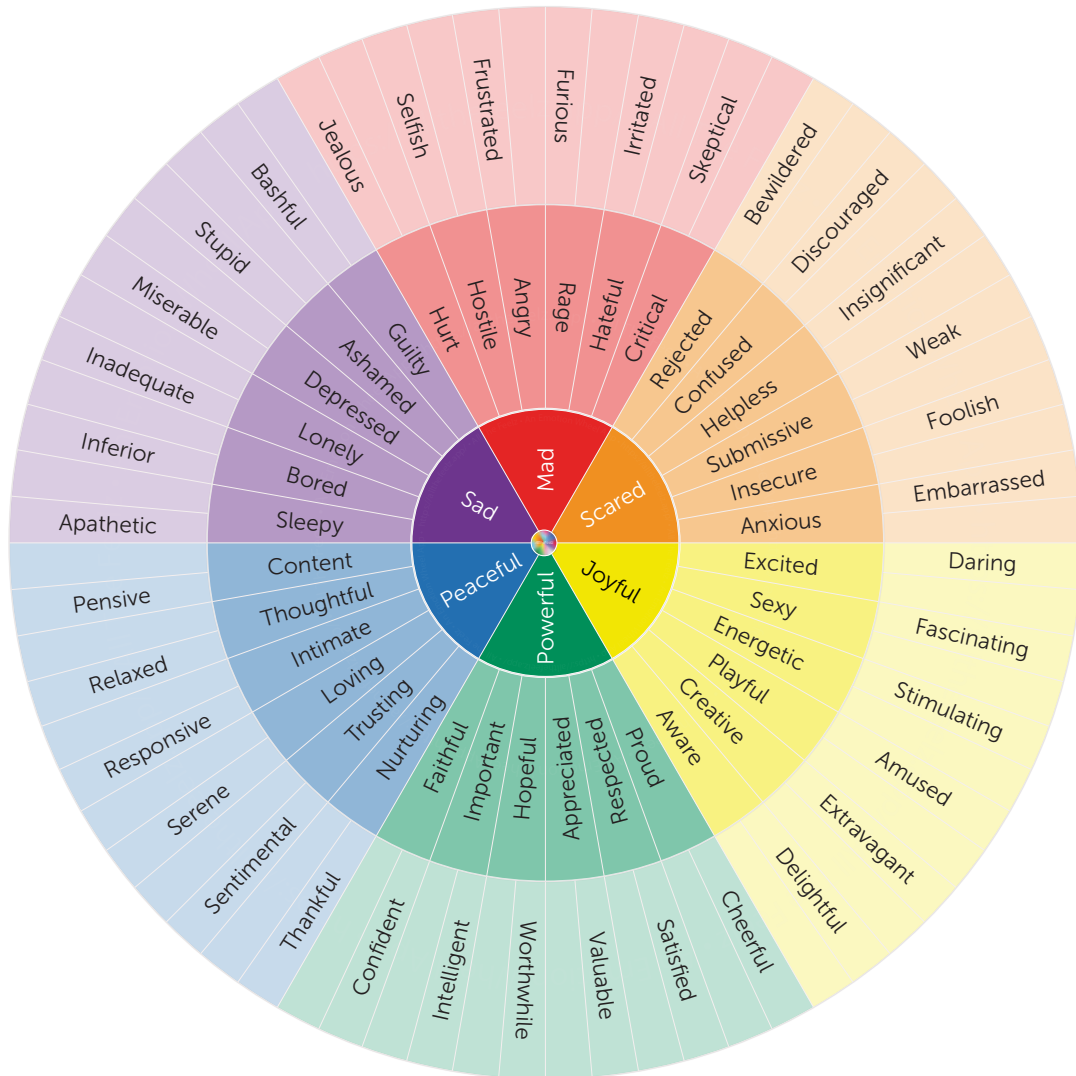 Mad
Scared
Joyful
Powerful
Peaceful
Sad
Hurt
Hostile
Angry
Rage
Hateful
Critical
Rejected
Confused
Helpless
Submissive
Insecure
Anxious
Excited
Sexy
Energetic
Playful
Creative
Aware
Proud
Respected
Appreciated
Hopeful
Important
Faithful
Nurturing
Trusting
Loving
Intimate
Thoughtful
Content
Sleepy
Bored
Lonely
Depressed
Ashamed
Guilty
Jealous
Selfish
Frustrated
Furious
Irritated
Skeptical
Bewildered
Discouraged
Insignificant
Weak
Foolish
Embarrassed
Daring
Fascinating
Stimulating
Amused
Extravagant
Delightful
Cheerful
Satisfied
Valuable
Worthwhile
Intelligent
Confident
Thankful
Sentimental
Serene
Responsive
Relaxed
Pensive
Apathetic
Inferior
Inadequate
Miserable
Stupid
Bashful